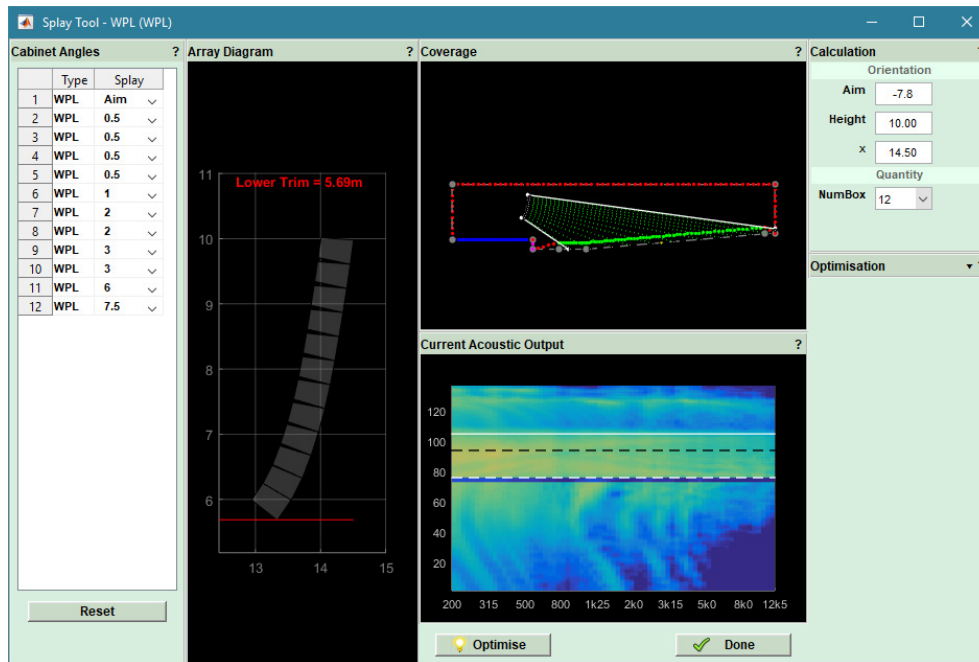 Splay Tool - WPL (WPL)
Cabinet Angles ?
Type Splay
1 WPL Aim
2 WPL 0.5
3 WPL 0.5
4 WPL 0.5
5 WPL 0.5
6 WPL 1
7 WPL 2
8 WPL 2
9 WPL 3
10 WPL 3
11 WPL 6
12 WPL 7.5
Reset
Array Diagram ?
Lower Trim = 5.69m
11
10
9
8
7
6
13 14 15
Coverage ?
Current Acoustic Output ?
120
100
80
60
40
20
200 315 500 800 1k25 2k0 3k15 5k0 8k0 12k5
Optimise
Done
Calculation
Orientation
Aim -7.8
Height 10.00
x 14.50
Quantity
NumBox 12
Optimisation